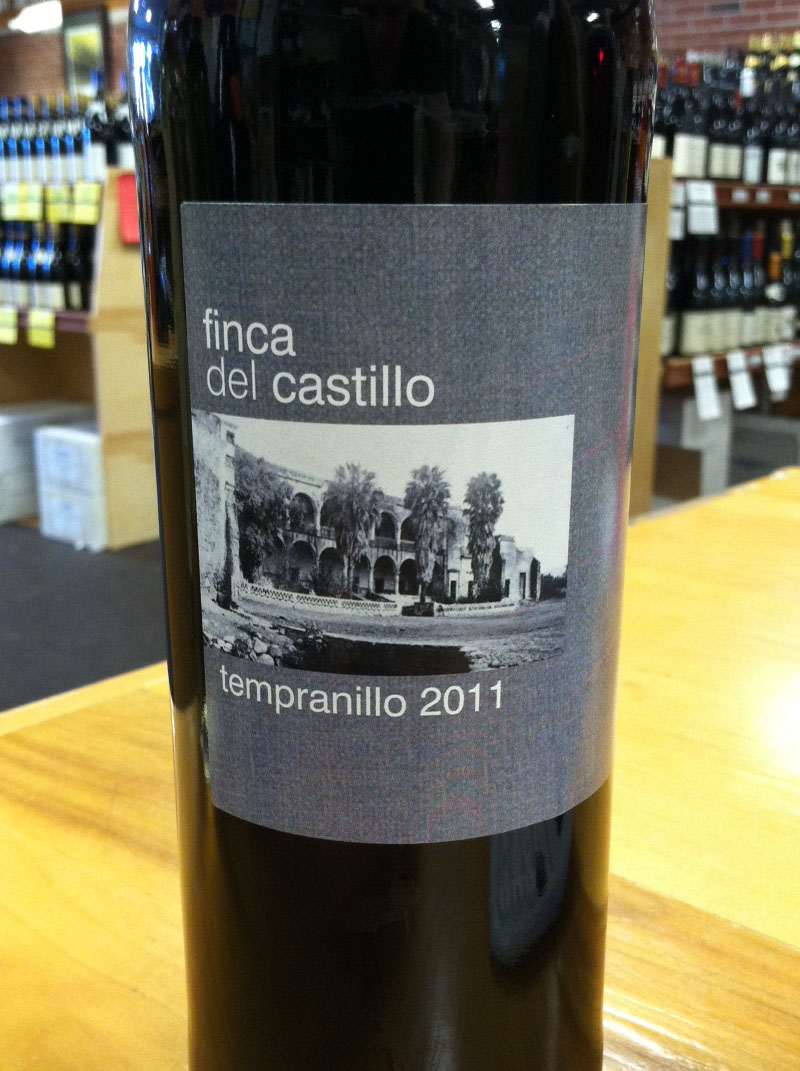 finca
del castillo
tempranillo 2011